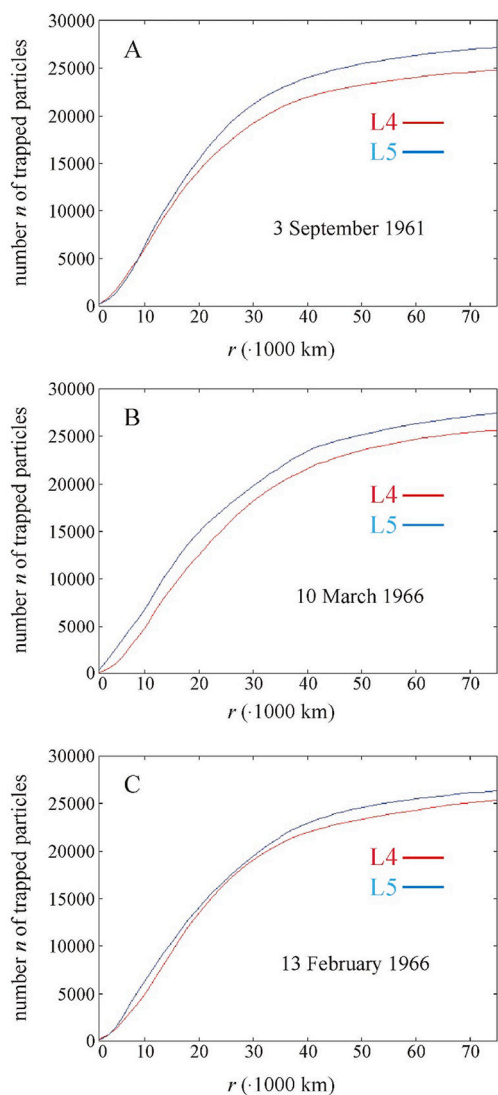 A
number n of trapped particles
30000
25000
20000
15000
10000
5000
0
L4
L5
3 September 1961
0 10 20 30 40 50 60 70
r (·1000 km)
B
number n of trapped particles
30000
25000
20000
15000
10000
5000
0
L4
L5
10 March 1966
0 10 20 30 40 50 60 70
r (·1000 km)
C
number n of trapped particles
30000
25000
20000
15000
10000
5000
0
L4
L5
13 February 1966
0 10 20 30 40 50 60 70
r (·1000 km)